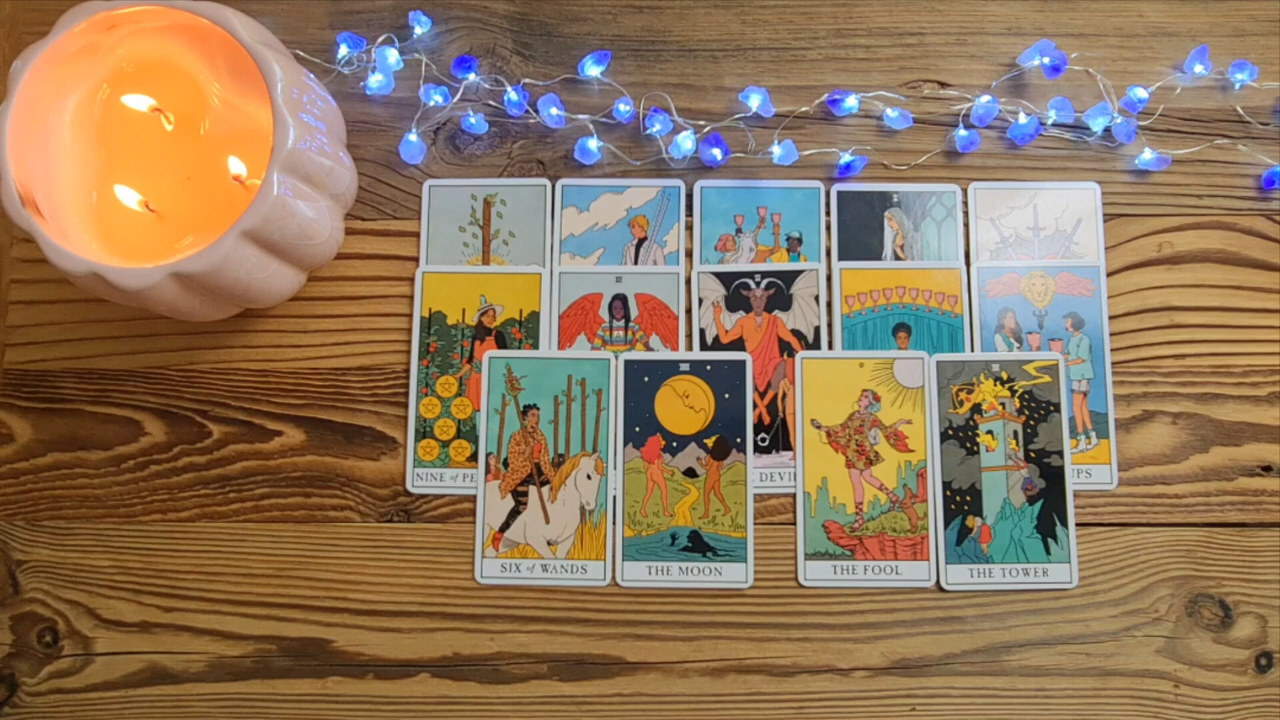 NINE of PE
DEVI
UPS
SIX of WANDS
THE MOON
THE FOOL
THE TOWER